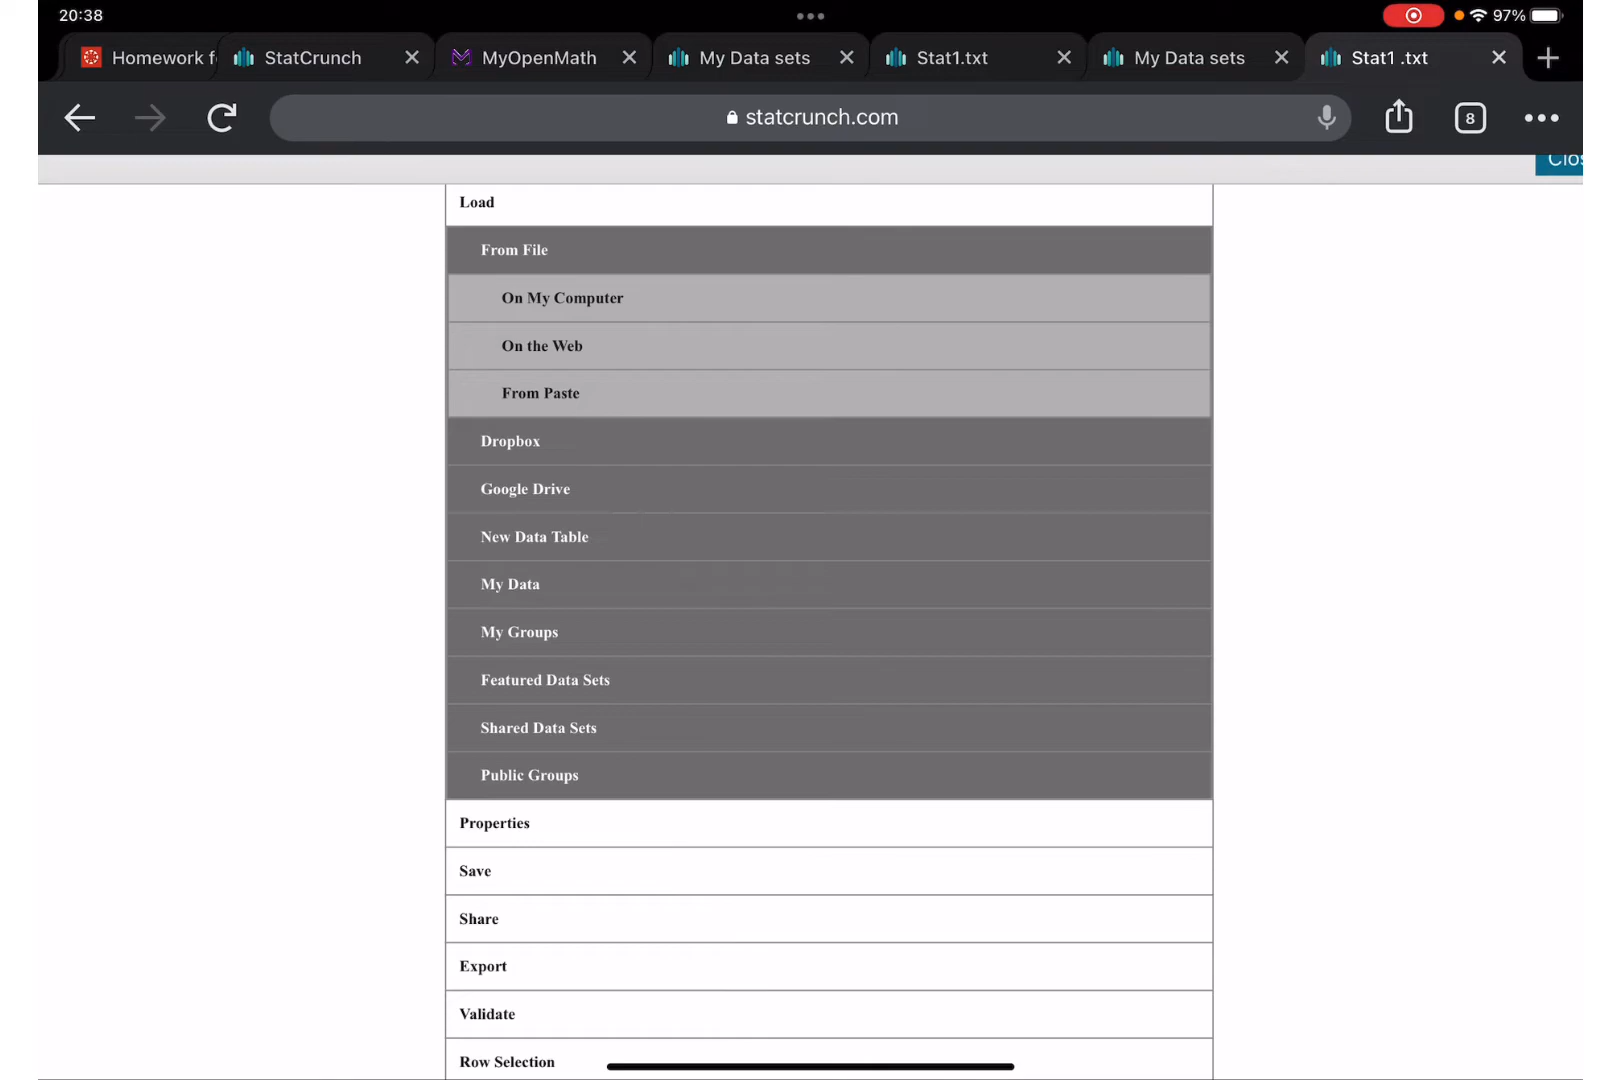 20:38
97%
Homework f
StatCrunch
MyOpenMath
My Data sets
Stat1.txt
My Data sets
Stat1 .txt
statcrunch.com
8
Clos
Load
From File
On My Computer
On the Web
From Paste
Dropbox
Google Drive
New Data Table
My Data
My Groups
Featured Data Sets
Shared Data Sets
Public Groups
Properties
Save
Share
Export
Validate
Row Selection